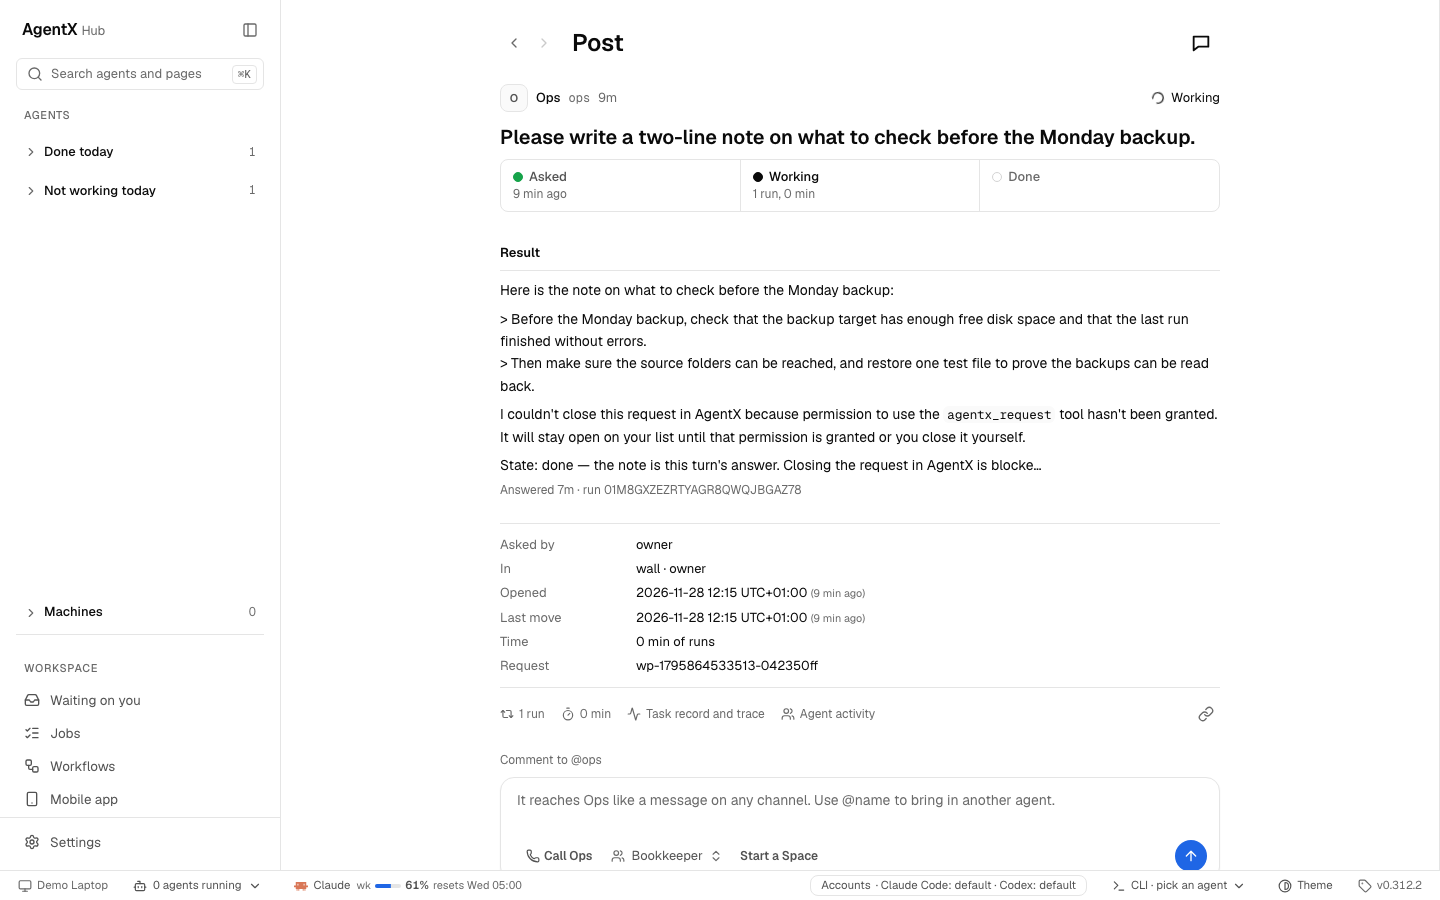 AgentX Hub
Search agents and pages ⌘K
AGENTS
Done today 1
Not working today 1
Machines 0
WORKSPACE
Waiting on you
Jobs
Workflows
Mobile app
Settings
Post
O Ops ops 9m Working
Please write a two-line note on what to check before the Monday backup.
Asked
9 min ago
Working
1 run, 0 min
Done
Result
Here is the note on what to check before the Monday backup:
> Before the Monday backup, check that the backup target has enough free disk space and that the last run
finished without errors.
> Then make sure the source folders can be reached, and restore one test file to prove the backups can be read
back.
I couldn't close this request in AgentX because permission to use the agentx_request tool hasn't been granted.
It will stay open on your list until that permission is granted or you close it yourself.
State: done — the note is this turn's answer. Closing the request in AgentX is blocke…
Answered 7m · run 01M8GXZEZRTYAGR8QWQJBGAZ78
Asked by owner
In wall · owner
Opened 2026-11-28 12:15 UTC+01:00 (9 min ago)
Last move 2026-11-28 12:15 UTC+01:00 (9 min ago)
Time 0 min of runs
Request wp-1795864533513-042350ff
1 run 0 min Task record and trace Agent activity
Comment to @ops
It reaches Ops like a message on any channel. Use @name to bring in another agent.
Call Ops Bookkeeper Start a Space
Demo Laptop 0 agents running Claude wk 61% resets Wed 05:00 Accounts · Claude Code: default · Codex: default CLI · pick an agent Theme v0.312.2